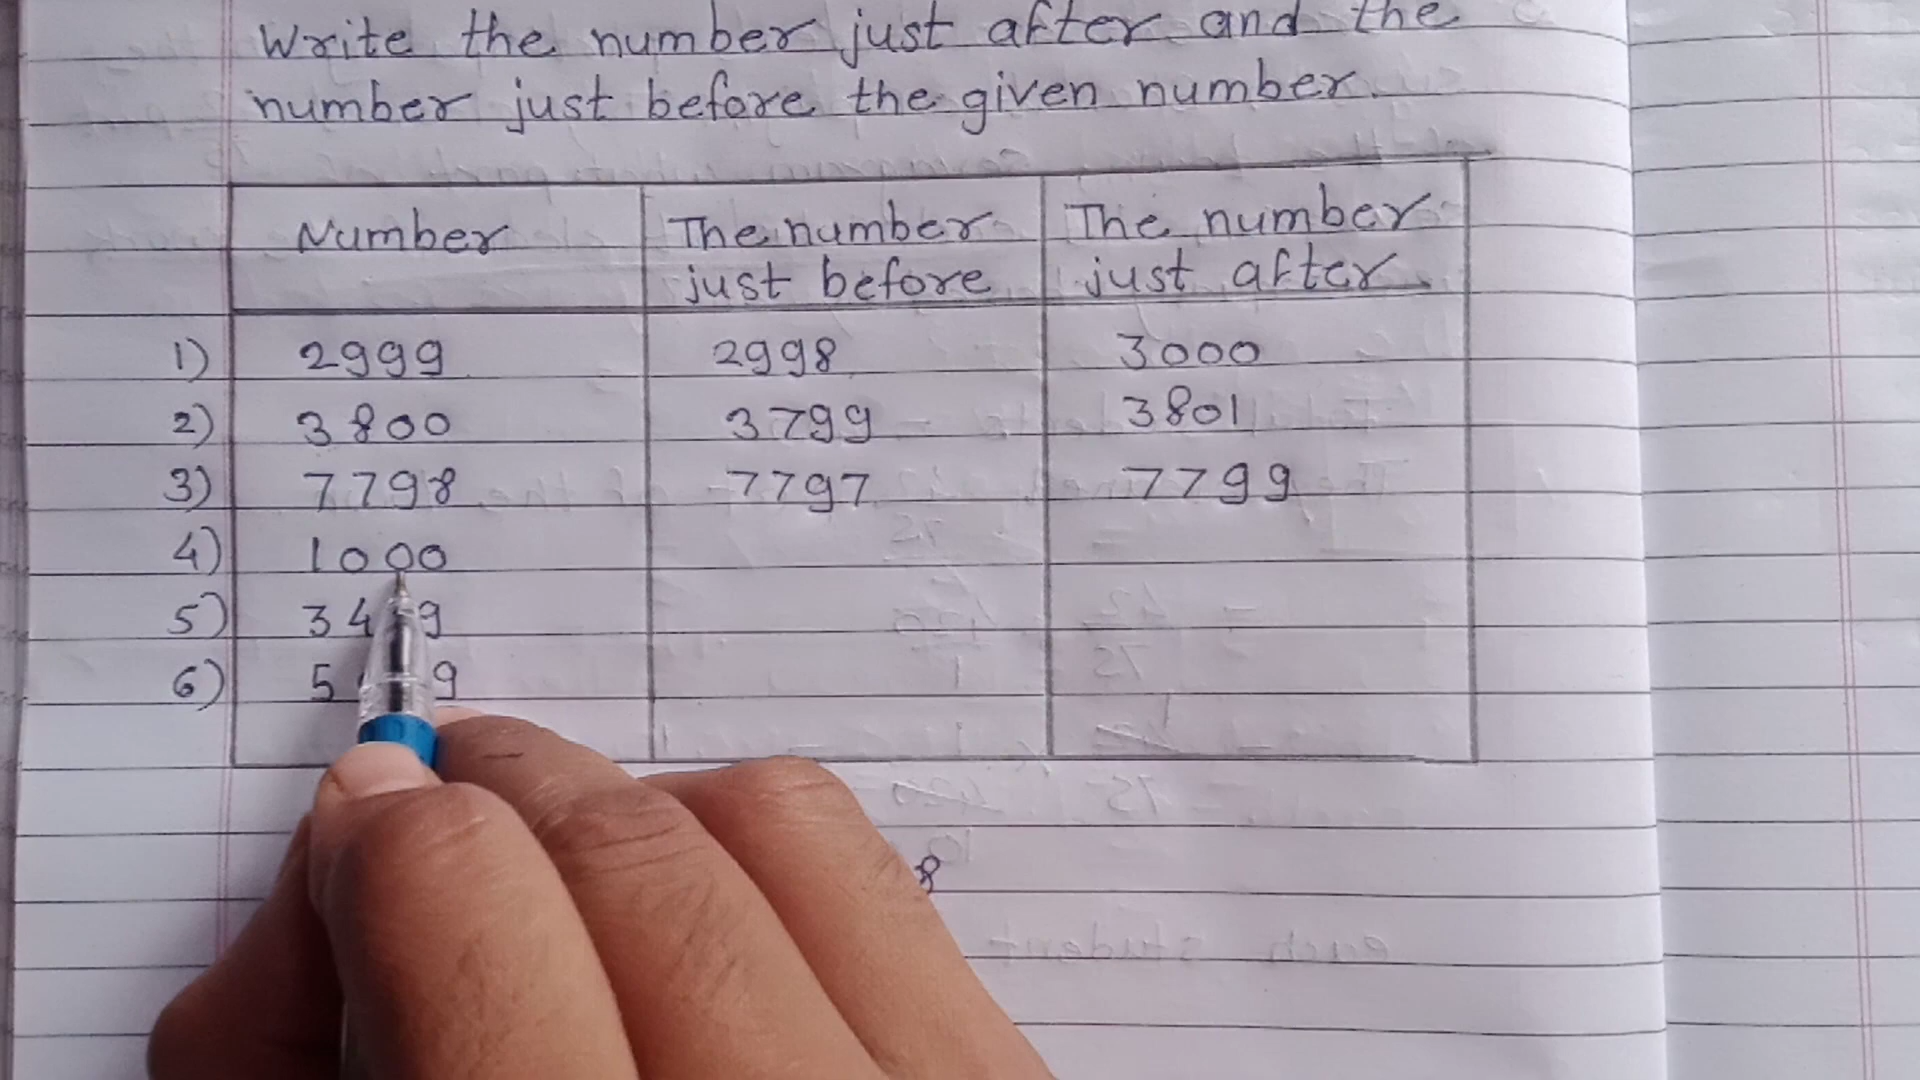 Write the number just after and the
number just before the given number.
Number The number just before The number just after
1) 2999 2998 3000
2) 3800 3799 3801
3) 7798 7797 7799
4) 1000
5)
6)
8